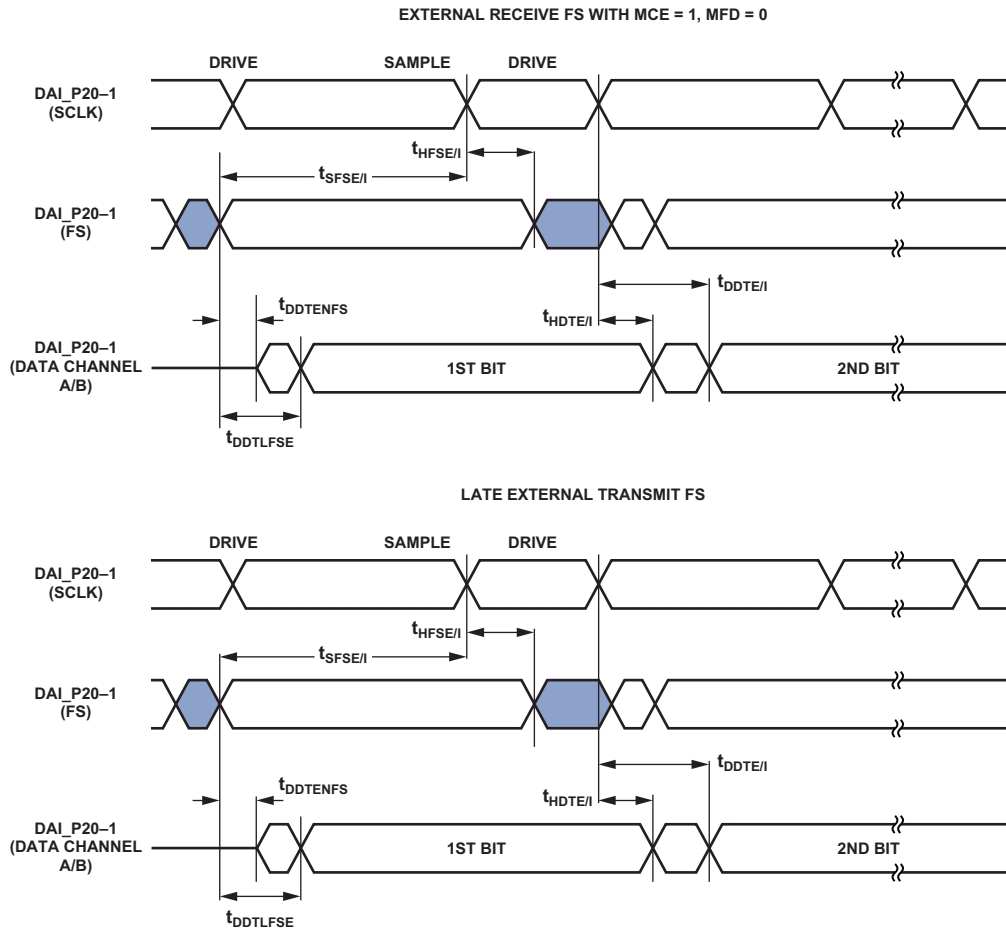 EXTERNAL RECEIVE FS WITH MCE = 1, MFD = 0
DRIVE SAMPLE DRIVE
DAI_P20–1
(SCLK)
tHFSE/I
tSFSE/I
DAI_P20–1
(FS)
tDDTE/I
tDDTENFS
tHDTE/I
DAI_P20–1
(DATA CHANNEL
A/B)
1ST BIT 2ND BIT
tDDTLFSE
LATE EXTERNAL TRANSMIT FS
DRIVE SAMPLE DRIVE
DAI_P20–1
(SCLK)
tHFSE/I
tSFSE/I
DAI_P20–1
(FS)
tDDTE/I
tDDTENFS
tHDTE/I
DAI_P20–1
(DATA CHANNEL
A/B)
1ST BIT 2ND BIT
tDDTLFSE